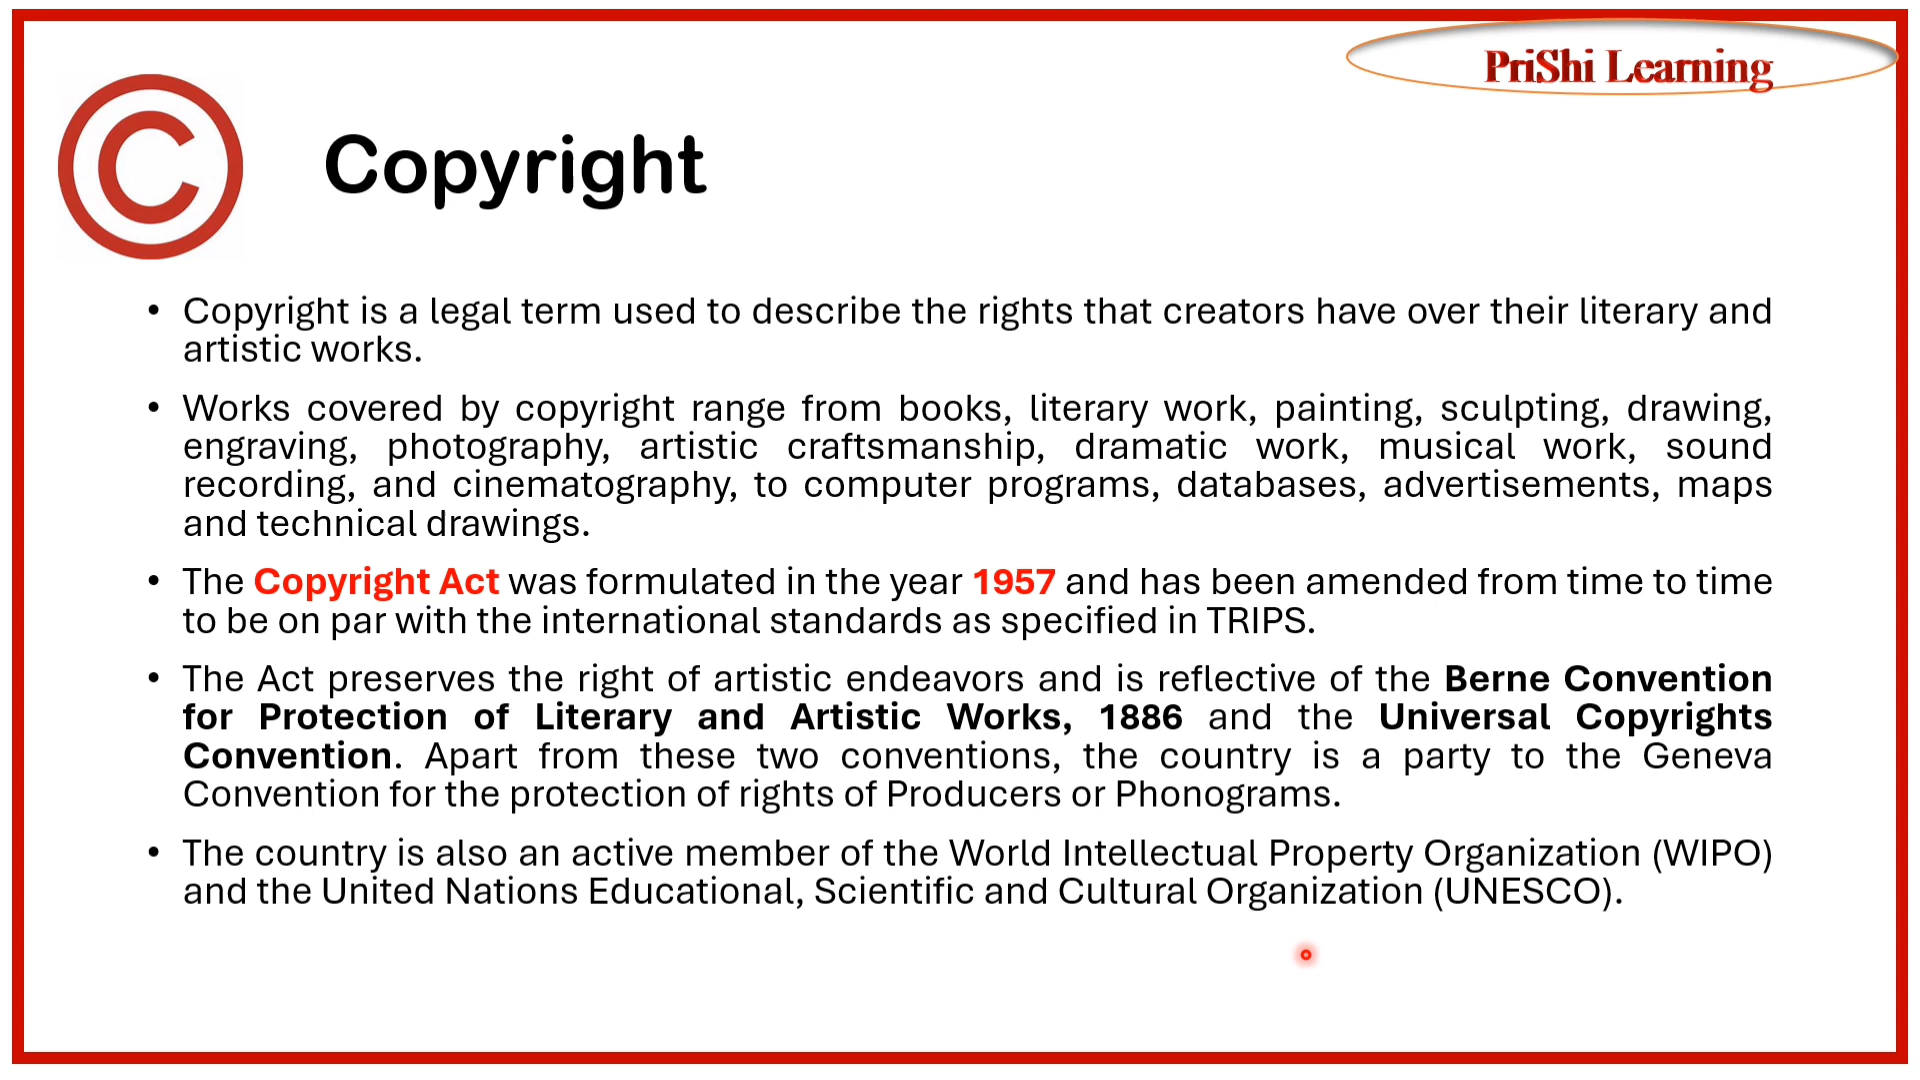 PriShi Learning
©
Copyright
• Copyright is a legal term used to describe the rights that creators have over their literary and
artistic works.
• Works covered by copyright range from books, literary work, painting, sculpting, drawing,
engraving, photography, artistic craftsmanship, dramatic work, musical work, sound
recording, and cinematography, to computer programs, databases, advertisements, maps
and technical drawings.
• The Copyright Act was formulated in the year 1957 and has been amended from time to time
to be on par with the international standards as specified in TRIPS.
• The Act preserves the right of artistic endeavors and is reflective of the Berne Convention
for Protection of Literary and Artistic Works, 1886 and the Universal Copyrights
Convention. Apart from these two conventions, the country is a party to the Geneva
Convention for the protection of rights of Producers or Phonograms.
• The country is also an active member of the World Intellectual Property Organization (WIPO)
and the United Nations Educational, Scientific and Cultural Organization (UNESCO).